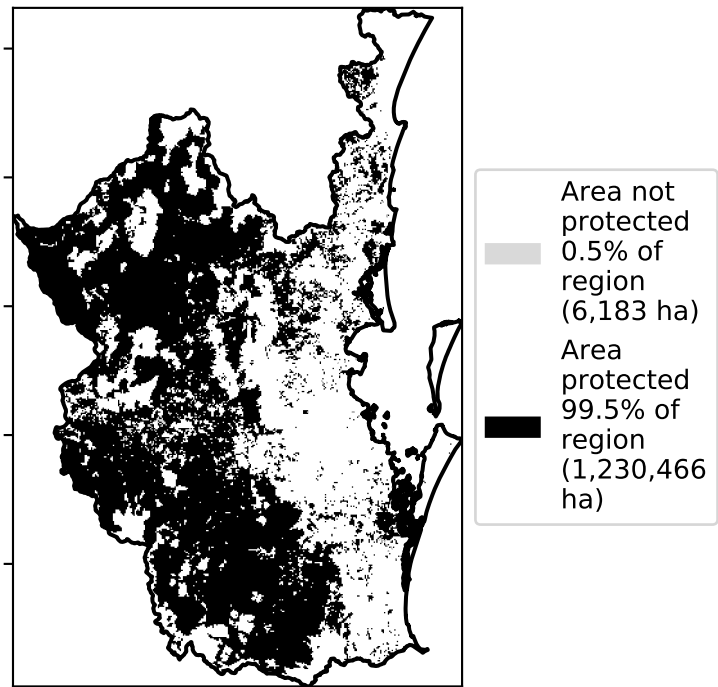 Area not
protected
0.5% of
region
(6,183 ha)
Area
protected
99.5% of
region
(1,230,466
ha)